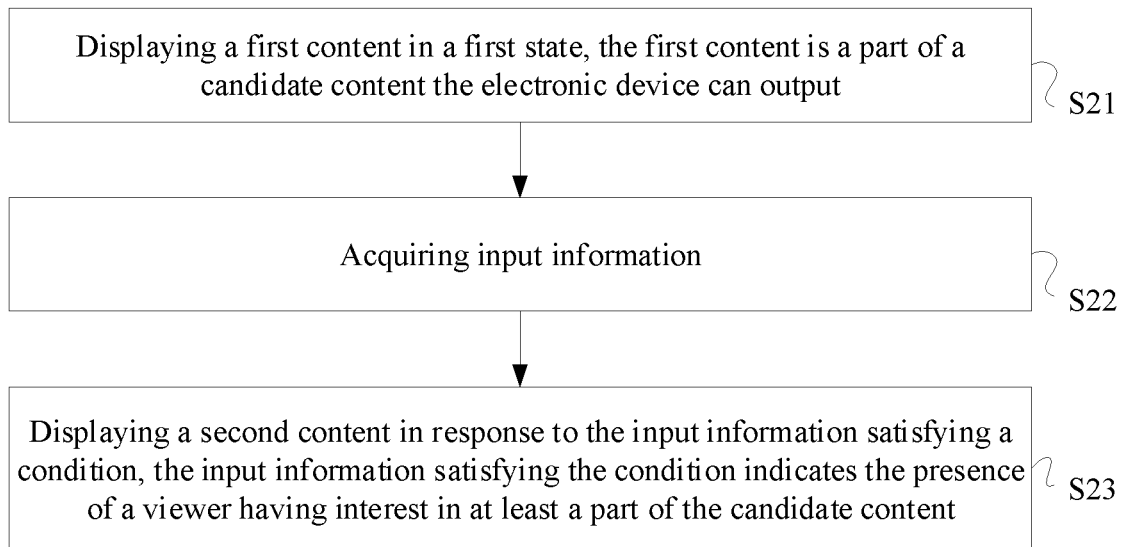 Displaying a first content in a first state, the first content is a part of a
candidate content the electronic device can output
S21
Acquiring input information
S22
Displaying a second content in response to the input information satisfying a
condition, the input information satisfying the condition indicates the presence
of a viewer having interest in at least a part of the candidate content
S23